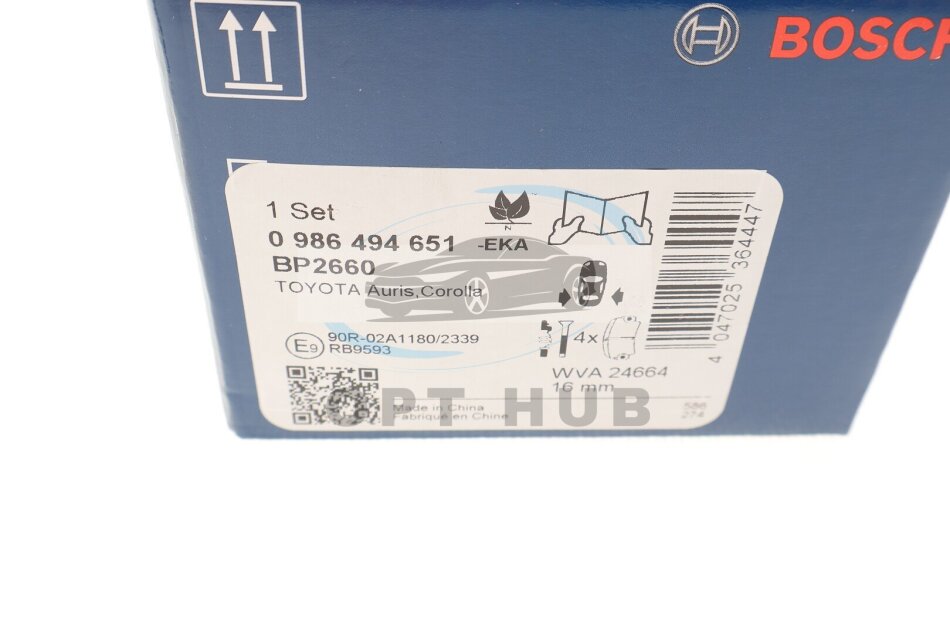 BOSCH
1 Set
0 986 494 651 -EKA
BP2660
TOYOTA Auris,Corolla
N
4x
E9
90R-02A1180/2339
RB9593
WVA 24664
16 mm
Made in China
Fabriqué en Chine
4 047025 364447
PT HUB